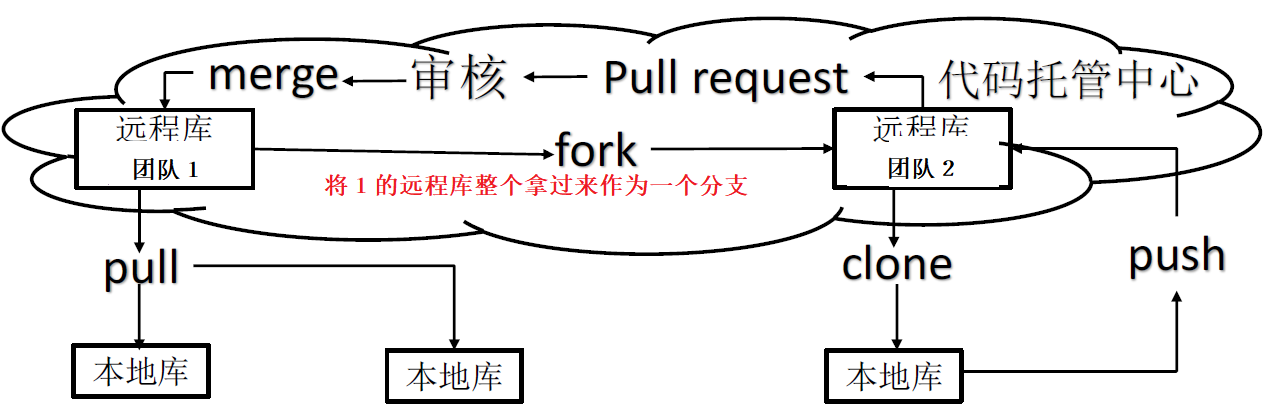 merge
审核
Pull request
代码托管中心
远程库
团队1
fork
远程库
团队2
将1的远程库整个拿过来作为一个分支
pull
clone
push
本地库
本地库
本地库